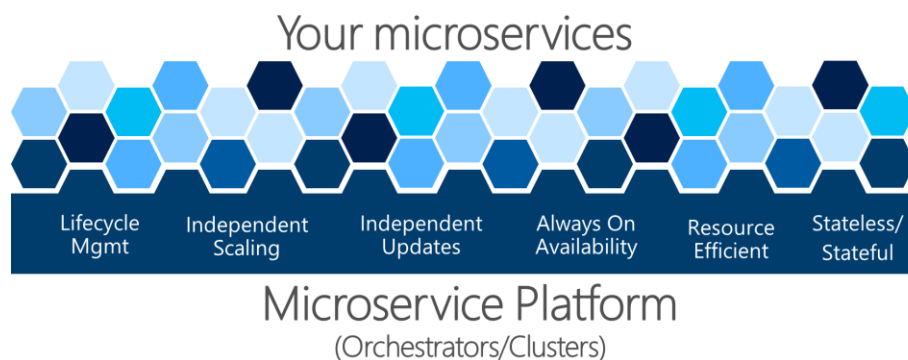 Your microservices
Lifecycle
Mgmt
Independent
Scaling
Independent
Updates
Always On
Availability
Resource
Efficient
Stateless/
Stateful
Microservice Platform
(Orchestrators/Clusters)